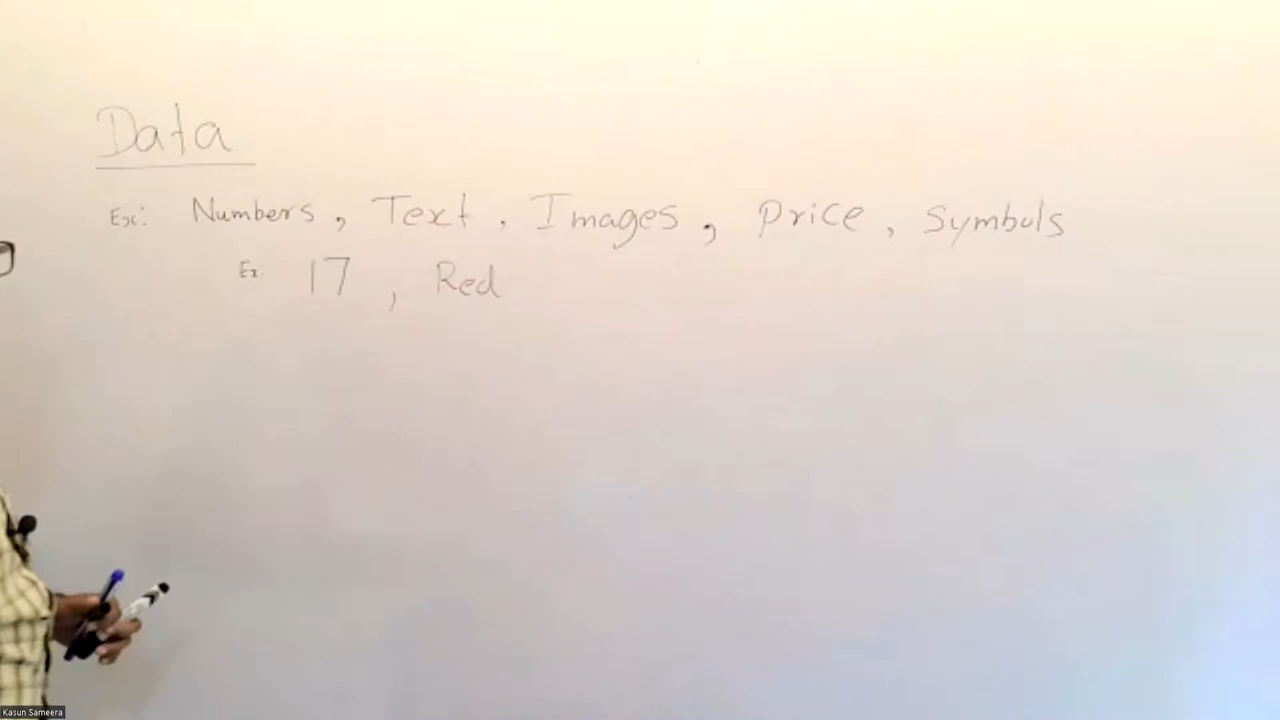 Data
Ex: Numbers, Text, Images, Price, Symbols
Ex. 17, Red
Kasun Sameera